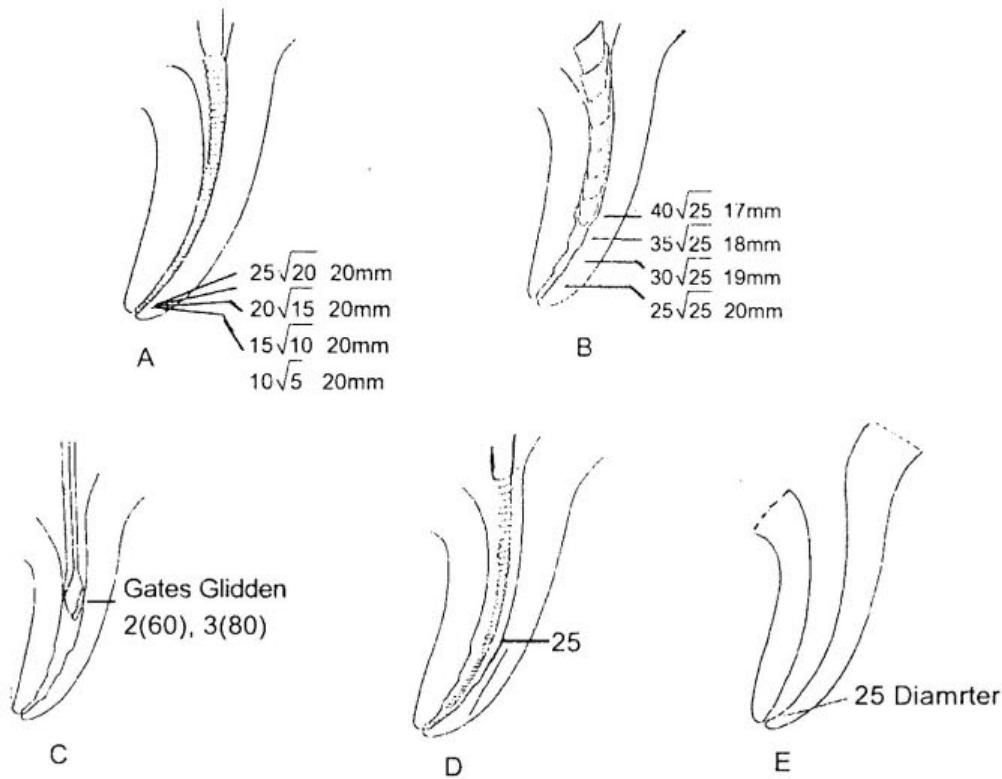 25√20 20mm
20√15 20mm
15√10 20mm
10√5 20mm
A
40√25 17mm
35√25 18mm
30√25 19mm
25√25 20mm
B
Gates Glidden
2(60), 3(80)
C
25
D
25 Diamrter
E